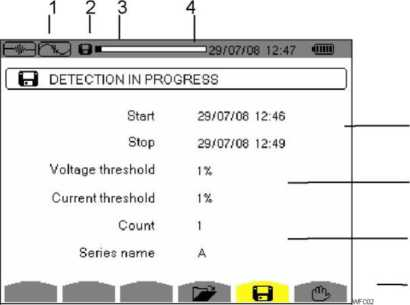 1 2 3 4
29/07/08 12:47
DETECTION IN PROGRESS
Start 29/07/08 12:46
Stop 29/07/08 12:49
Voltage threshold 1%
Current threshold 1%
Count 1
Series name A
WFC02